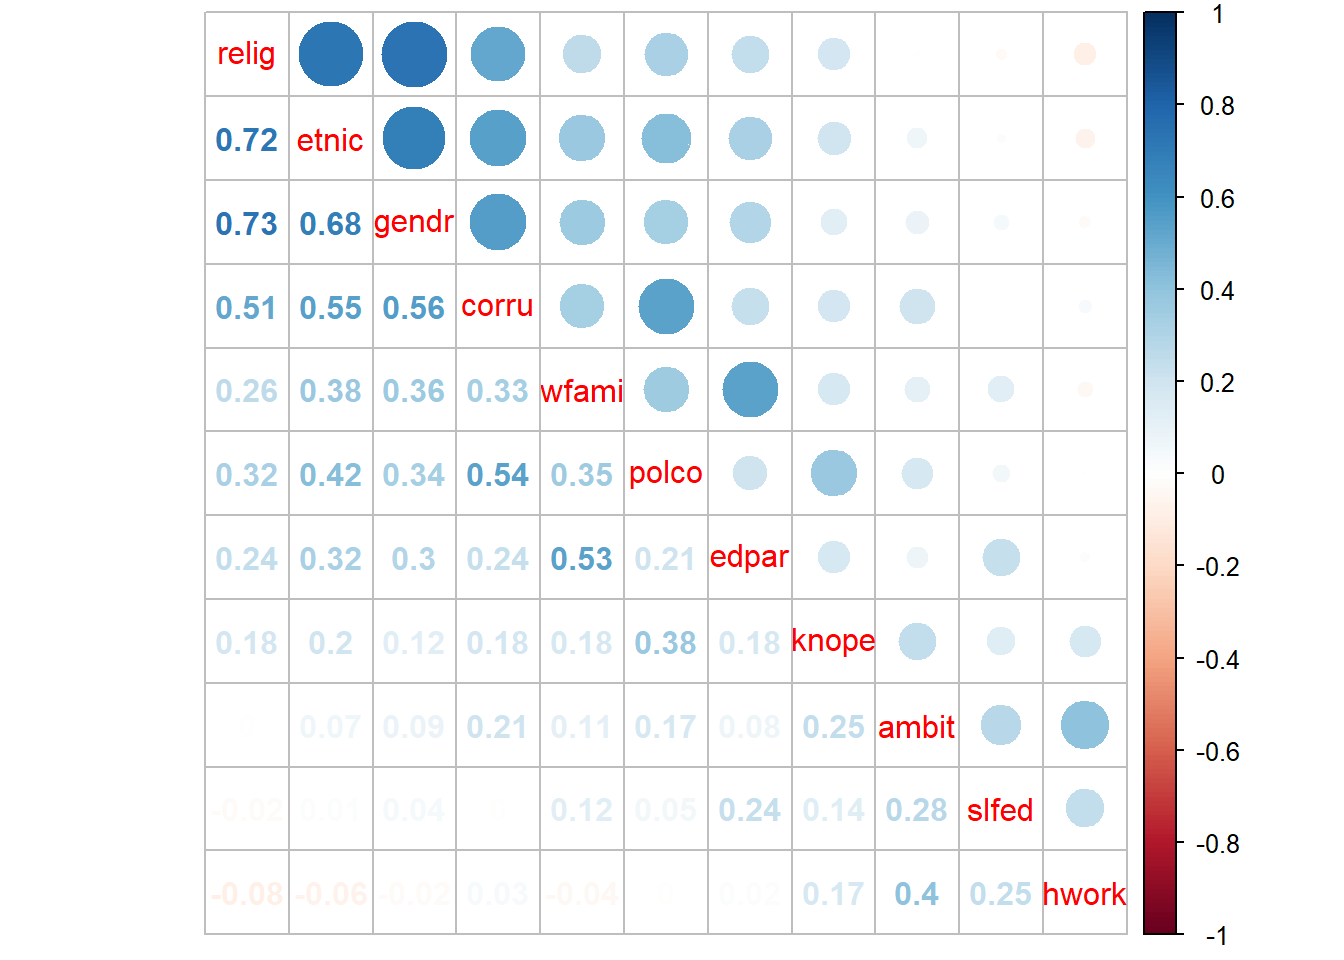 relig
0.72 etnic
0.73 0.68 gendr
0.51 0.55 0.56 corru
0.26 0.38 0.36 0.33 wfami
0.32 0.42 0.34 0.54 0.35 polco
0.24 0.32 0.3 0.24 0.53 0.21 edpar
0.18 0.2 0.12 0.18 0.18 0.38 0.18 knope
0.07 0.09 0.21 0.11 0.17 0.08 0.25 ambit
-0.02 0.01 0.04 0.12 0.05 0.24 0.14 0.28 slfed
-0.08 -0.06 -0.02 0.03 -0.04 0.02 0.17 0.4 0.25 hwork
1
0.8
0.6
0.4
0.2
0
-0.2
-0.4
-0.6
-0.8
-1